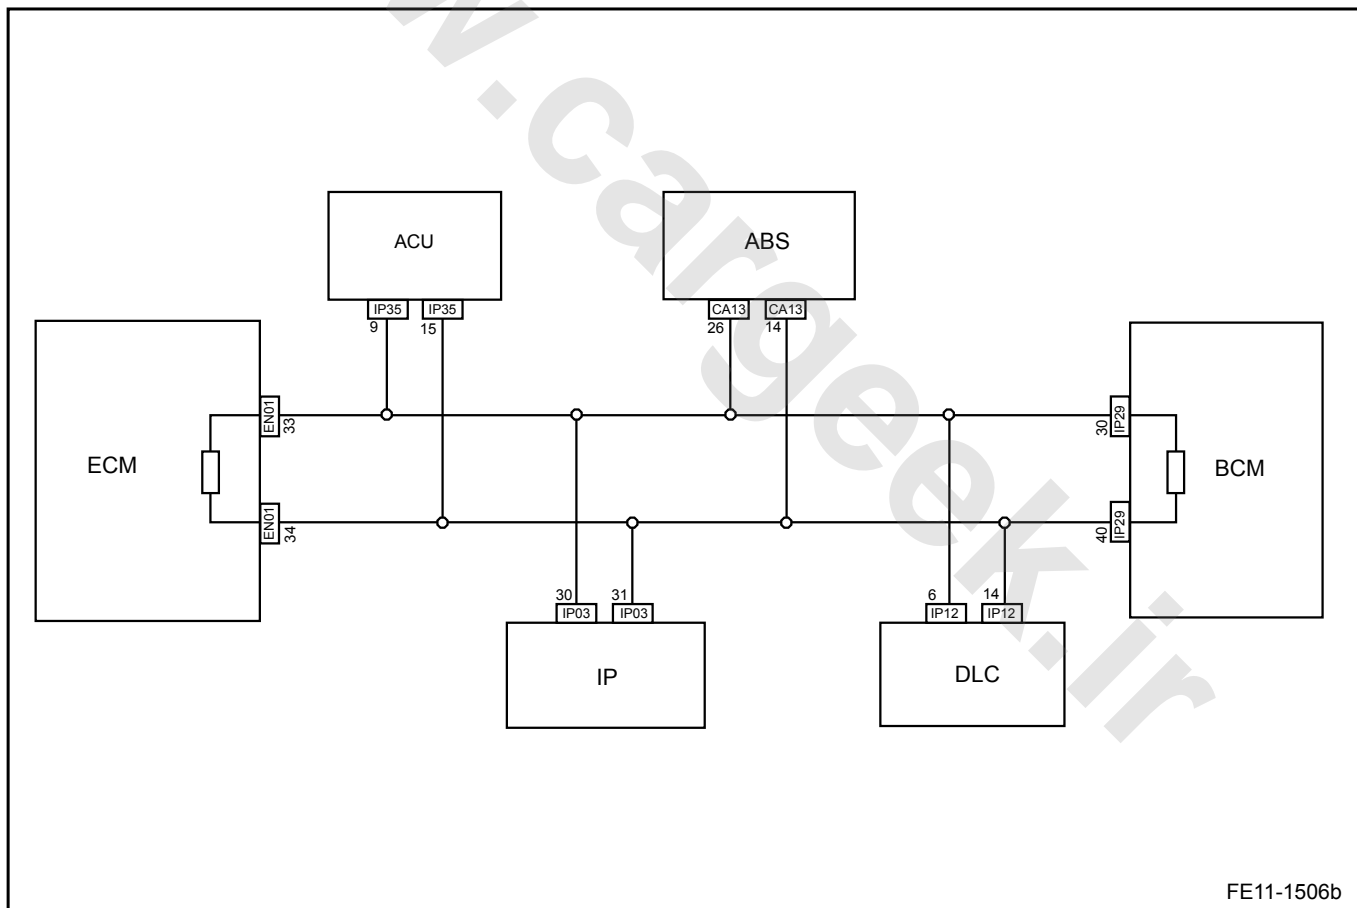 ACU
ABS
IP35
IP35
CA13
CA13
9
15
26
14
EN01
33
30
IP29
ECM
BCM
EN01
34
40
IP29
30
31
6
14
IP03
IP03
IP12
IP12
IP
DLC
w.cargeek.ir
FE11-1506b